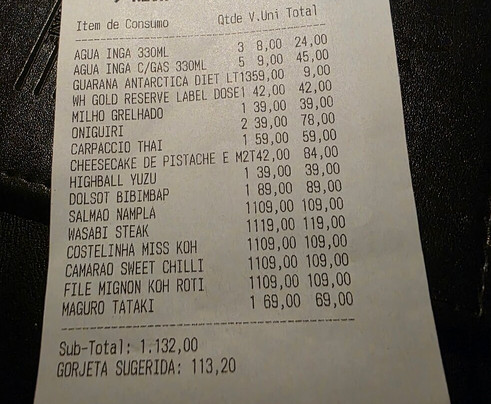 Item de Consumo Qtde V.Uni Total
AGUA INGA 330ML 3 8,00 24,00
AGUA INGA C/GAS 330ML 5 9,00 45,00
GUARANA ANTARCTICA DIET LT1359,00 9,00
WH GOLD RESERVE LABEL DOSE1 42,00 42,00
MILHO GRELHADO 1 39,00 39,00
ONIGUIRI 2 39,00 78,00
CARPACCIO THAI 1 59,00 59,00
CHEESECAKE DE PISTACHE E M2T42,00 84,00
HIGHBALL YUZU 1 39,00 39,00
DOLSOT BIBIMBAP 1 89,00 89,00
SALMAO NAMPLA 1109,00 109,00
WASABI STEAK 1119,00 119,00
COSTELINHA MISS KOH 1109,00 109,00
CAMARAO SWEET CHILLI 1109,00 109,00
FILE MIGNON KOH ROTI 1109,00 109,00
MAGURO TATAKI 1 69,00 69,00
Sub-Total: 1.132,00
GORJETA SUGERIDA: 113,20